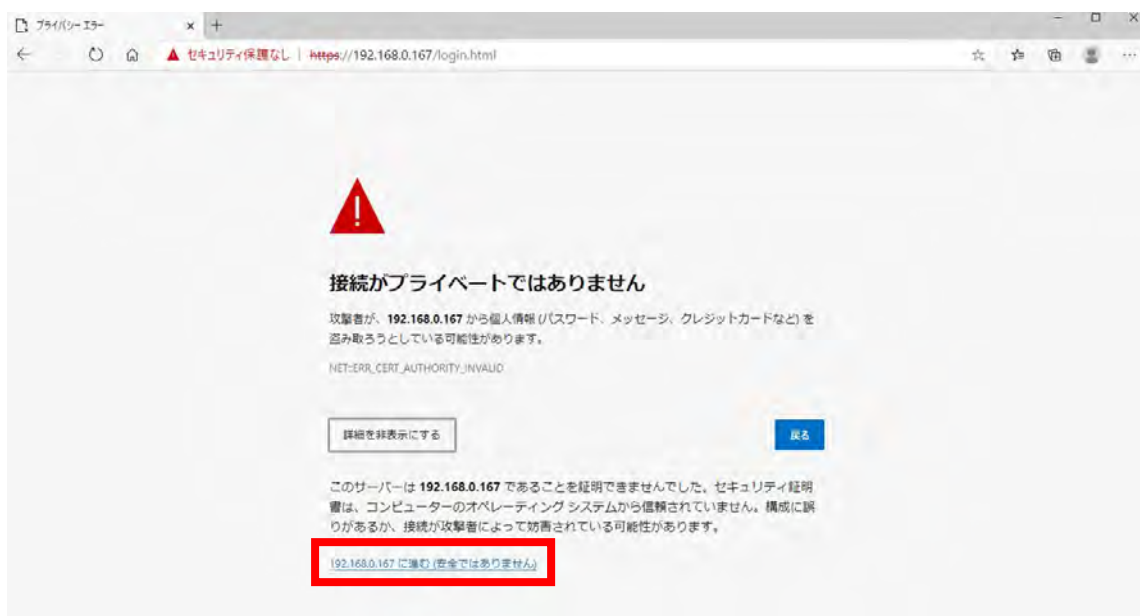 プライバシー エラー
セキュリティ保護なし | https://192.168.0.167/login.html
接続がプライベートではありません
攻撃者が、192.168.0.167 から個人情報 (パスワード、メッセージ、クレジットカードなど) を
盗み取ろうとしている可能性があります。
NET::ERR_CERT_AUTHORITY_INVALID
詳細を非表示にする
戻る
このサーバーは 192.168.0.167 であることを証明できませんでした。セキュリティ証明
書は、コンピューターのオペレーティング システムから信頼されていません。構成に誤
りがあるか、接続が攻撃者によって妨害されている可能性があります。
192.168.0.167 に進む (安全ではありません)